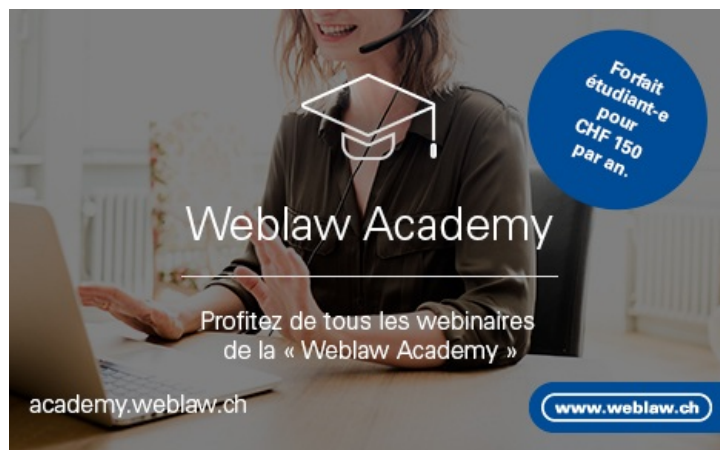 Forfait
étudiant-e
pour
CHF 150
par an.
Weblaw Academy
Profitez de tous les webinaires
de la « Weblaw Academy »
academy.weblaw.ch
www.weblaw.ch